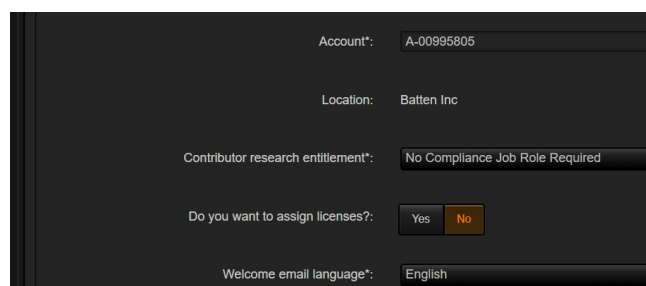 Account*: A-00995805
Location: Batten Inc
Contributor research entitlement*: No Compliance Job Role Required
Do you want to assign licenses?: Yes No
Welcome email language*: English